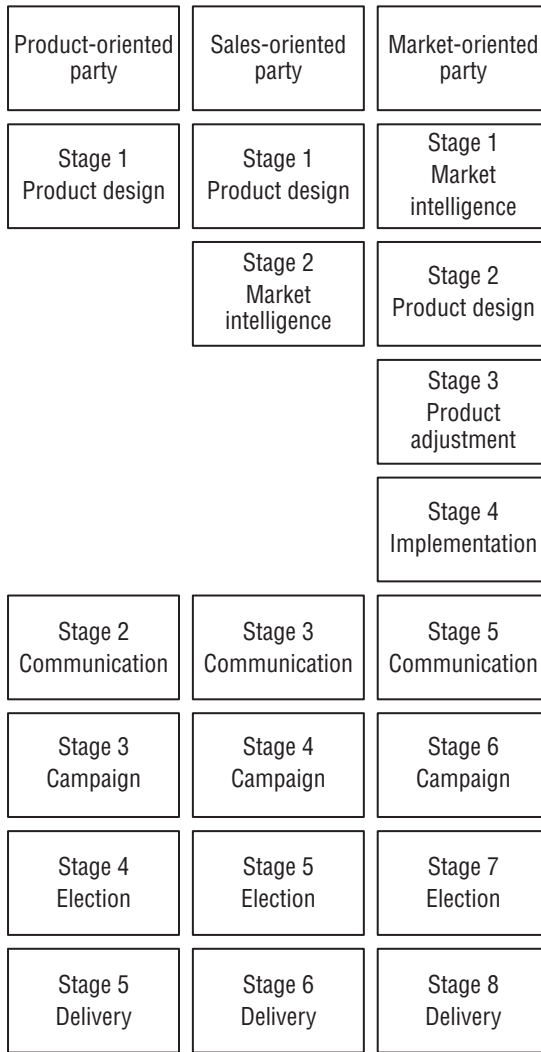 Product-oriented
party
Sales-oriented
party
Market-oriented
party
Stage 1
Product design
Stage 1
Product design
Stage 1
Market
intelligence
Stage 2
Market
intelligence
Stage 2
Product design
Stage 3
Product
adjustment
Stage 4
Implementation
Stage 2
Communication
Stage 3
Communication
Stage 5
Communication
Stage 3
Campaign
Stage 4
Campaign
Stage 6
Campaign
Stage 4
Election
Stage 5
Election
Stage 7
Election
Stage 5
Delivery
Stage 6
Delivery
Stage 8
Delivery